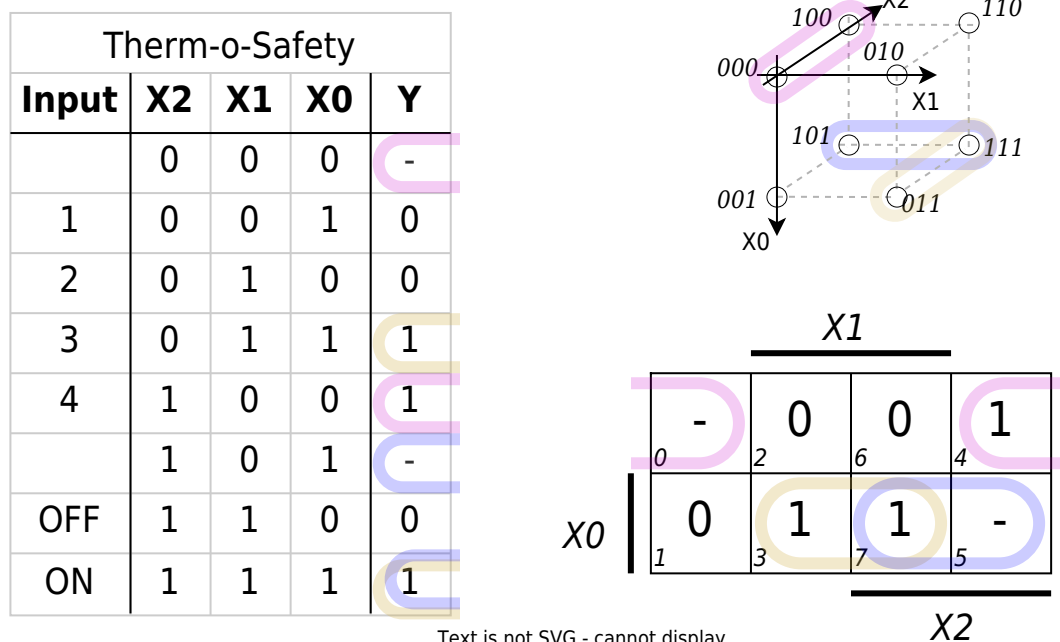 Therm-o-Safety
Input X2 X1 X0 Y
0 0 0 -
1 0 0 1 0
2 0 1 0 0
3 0 1 1 1
4 1 0 0 1
1 0 1 -
OFF 1 1 0 0
ON 1 1 1 1
X2
100
110
010
000
X1
101
111
001
011
X0
X1
- 0 0 1
0 2 6 4
X0
0 1 1 -
1 3 7 5
X2
Text is not SVG - cannot display